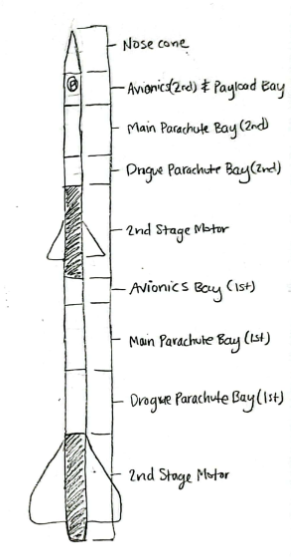 Nose cone
Avionics(2nd) & Payload Bay
Main Parachute Bay (2nd)
Drogue Parachute Bay (2nd)
2nd Stage Motor
Avionics Bay (1st)
Main Parachute Bay (1st)
Drogue Parachute Bay (1st)
2nd Stage Motor